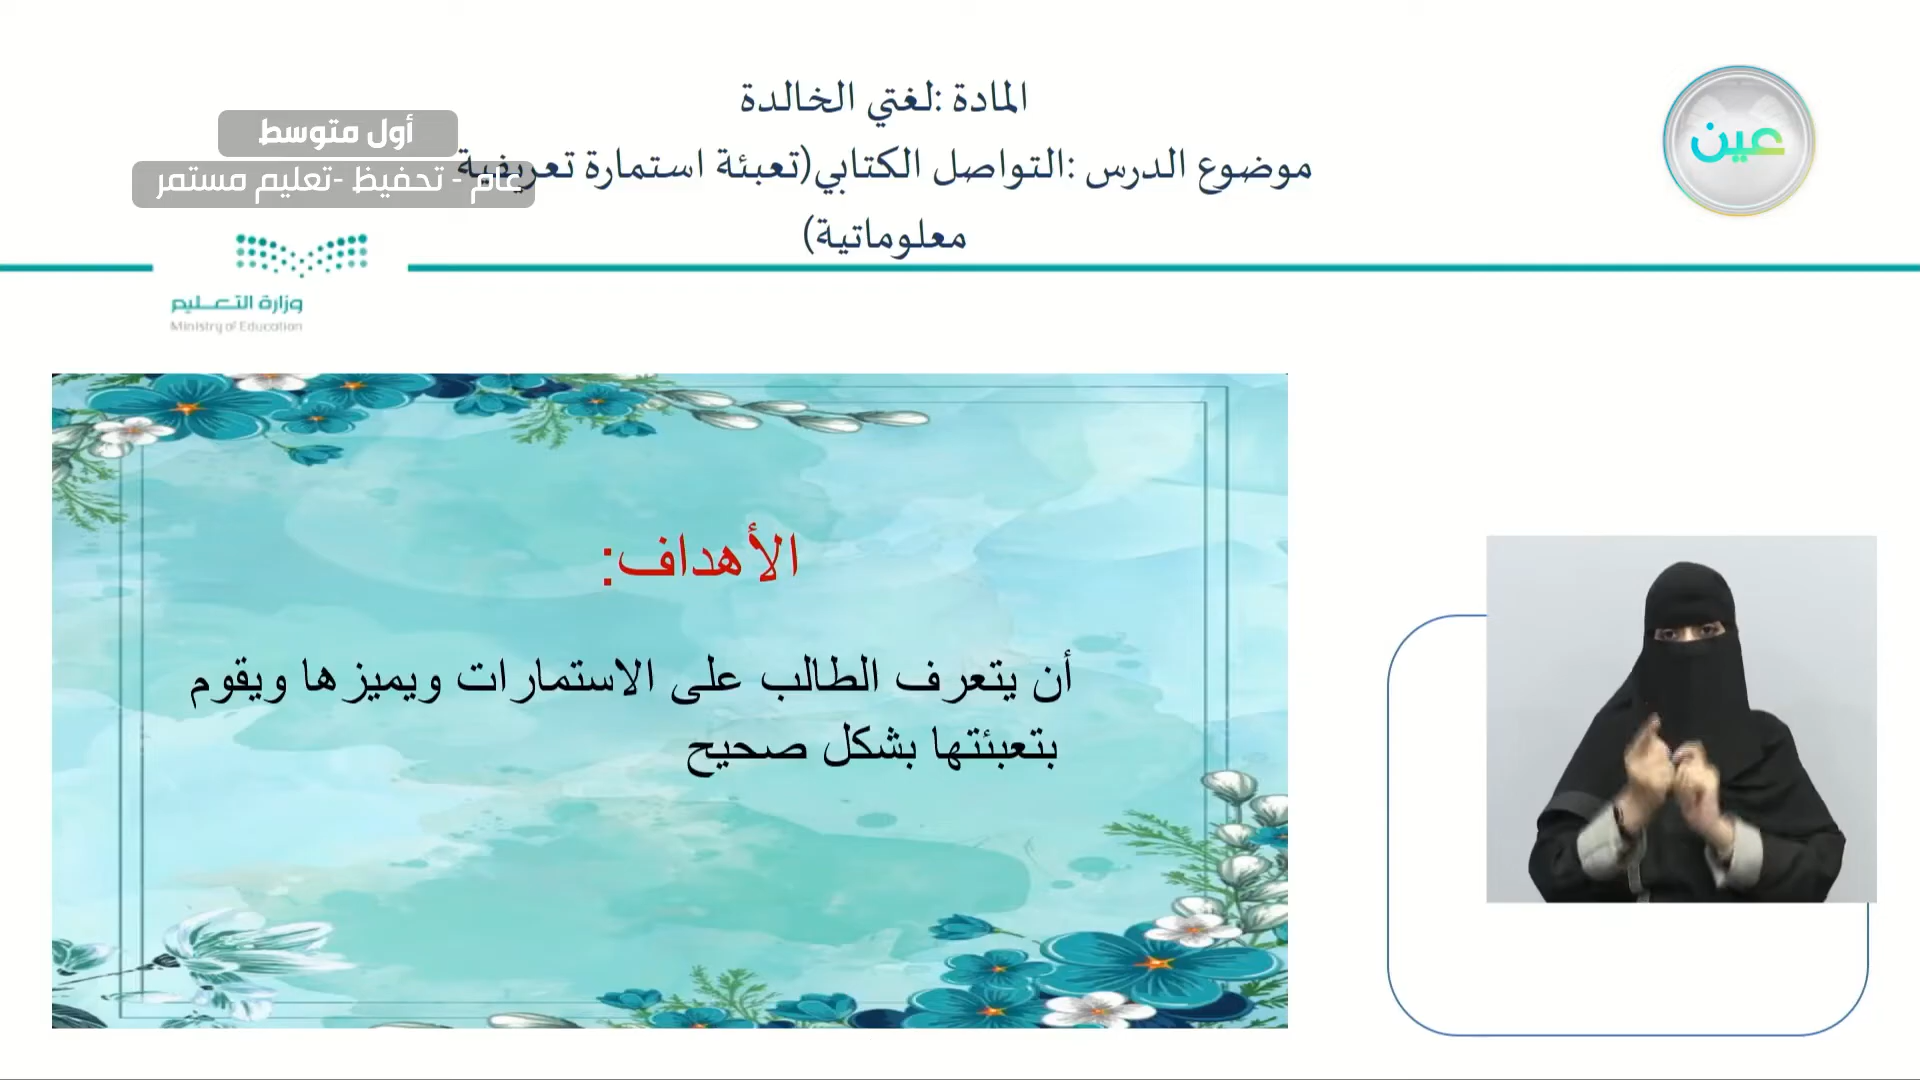 المادة :لغتي الخالدة
أول متوسط
موضوع الدرس :التواصل الكتابي(تعبئة استمارة تعريفية
عام - تحفيظ -تعليم مستمر
معلوماتية)
عين
وزارة التعليم
Ministry of Education
الأهداف:
أن يتعرف الطالب على الاستمارات ويميزها ويقوم
بتعبئتها بشكل صحيح